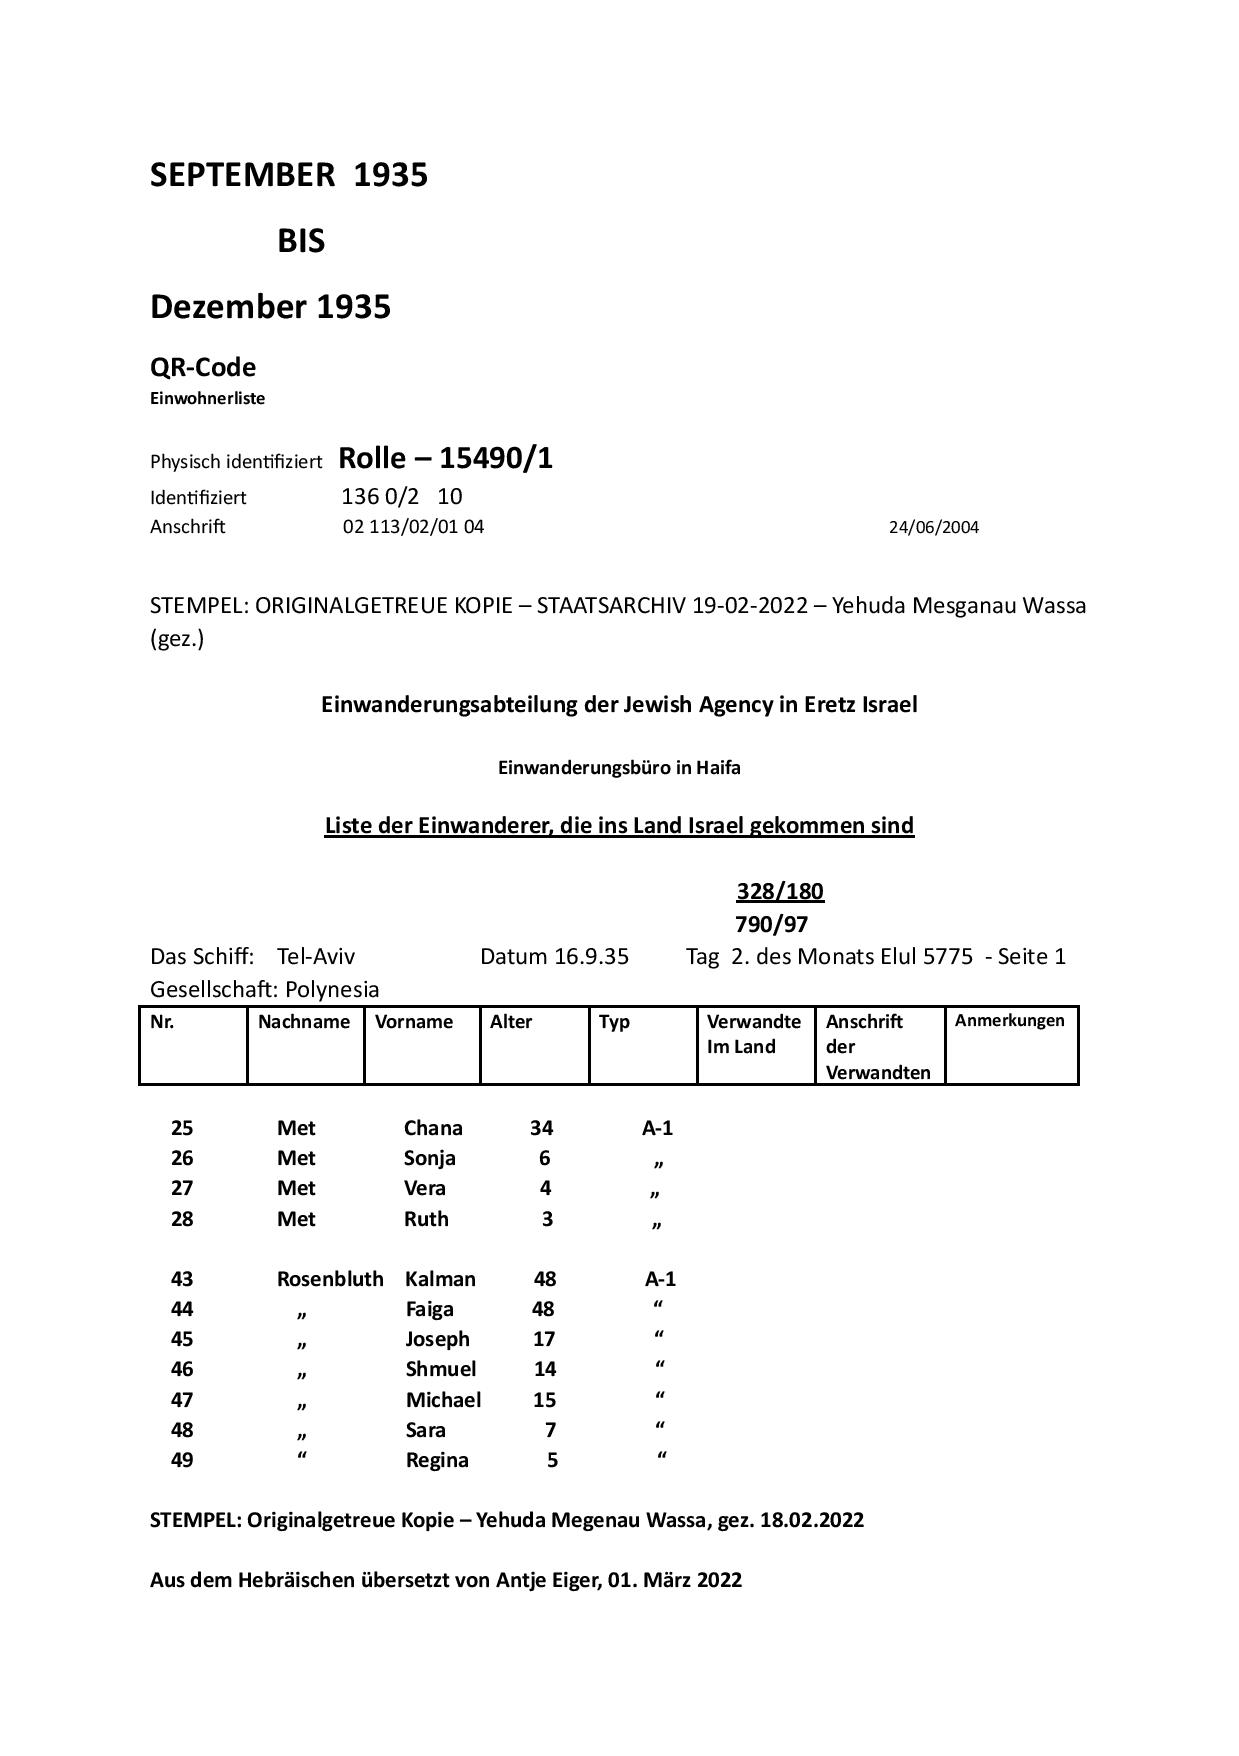 SEPTEMBER 1935
BIS
Dezember 1935
QR-Code
Einwohnerliste
Physisch identifiziert Rolle – 15490/1
Identifiziert 136 0/2 10
Anschrift 02 113/02/01 04 24/06/2004
STEMPEL: ORIGINALGETREUE KOPIE – STAATSARCHIV 19-02-2022 – Yehuda Mesganau Wassa
(gez.)
Einwanderungsabteilung der Jewish Agency in Eretz Israel
Einwanderungsbüro in Haifa
Liste der Einwanderer, die ins Land Israel gekommen sind
328/180
790/97
Das Schiff: Tel-Aviv Datum 16.9.35 Tag 2. des Monats Elul 5775 - Seite 1
Gesellschaft: Polynesia
Nr. Nachname Vorname Alter Typ Verwandte Anschrift Anmerkungen
Im Land der
Verwandten
25 Met Chana 34 A-1
26 Met Sonja 6 „
27 Met Vera 4 „
28 Met Ruth 3 „
43 Rosenbluth Kalman 48 A-1
44 „ Faiga 48 “
45 „ Joseph 17 “
46 „ Shmuel 14 “
47 „ Michael 15 “
48 „ Sara 7 “
49 “ Regina 5 “
STEMPEL: Originalgetreue Kopie – Yehuda Megenau Wassa, gez. 18.02.2022
Aus dem Hebräischen übersetzt von Antje Eiger, 01. März 2022